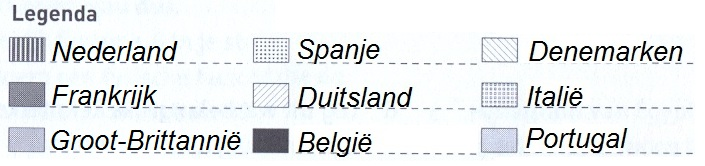 Legenda
Nederland Spanje Denemarken
Frankrijk Duitsland Italië
Groot-Brittannië België Portugal